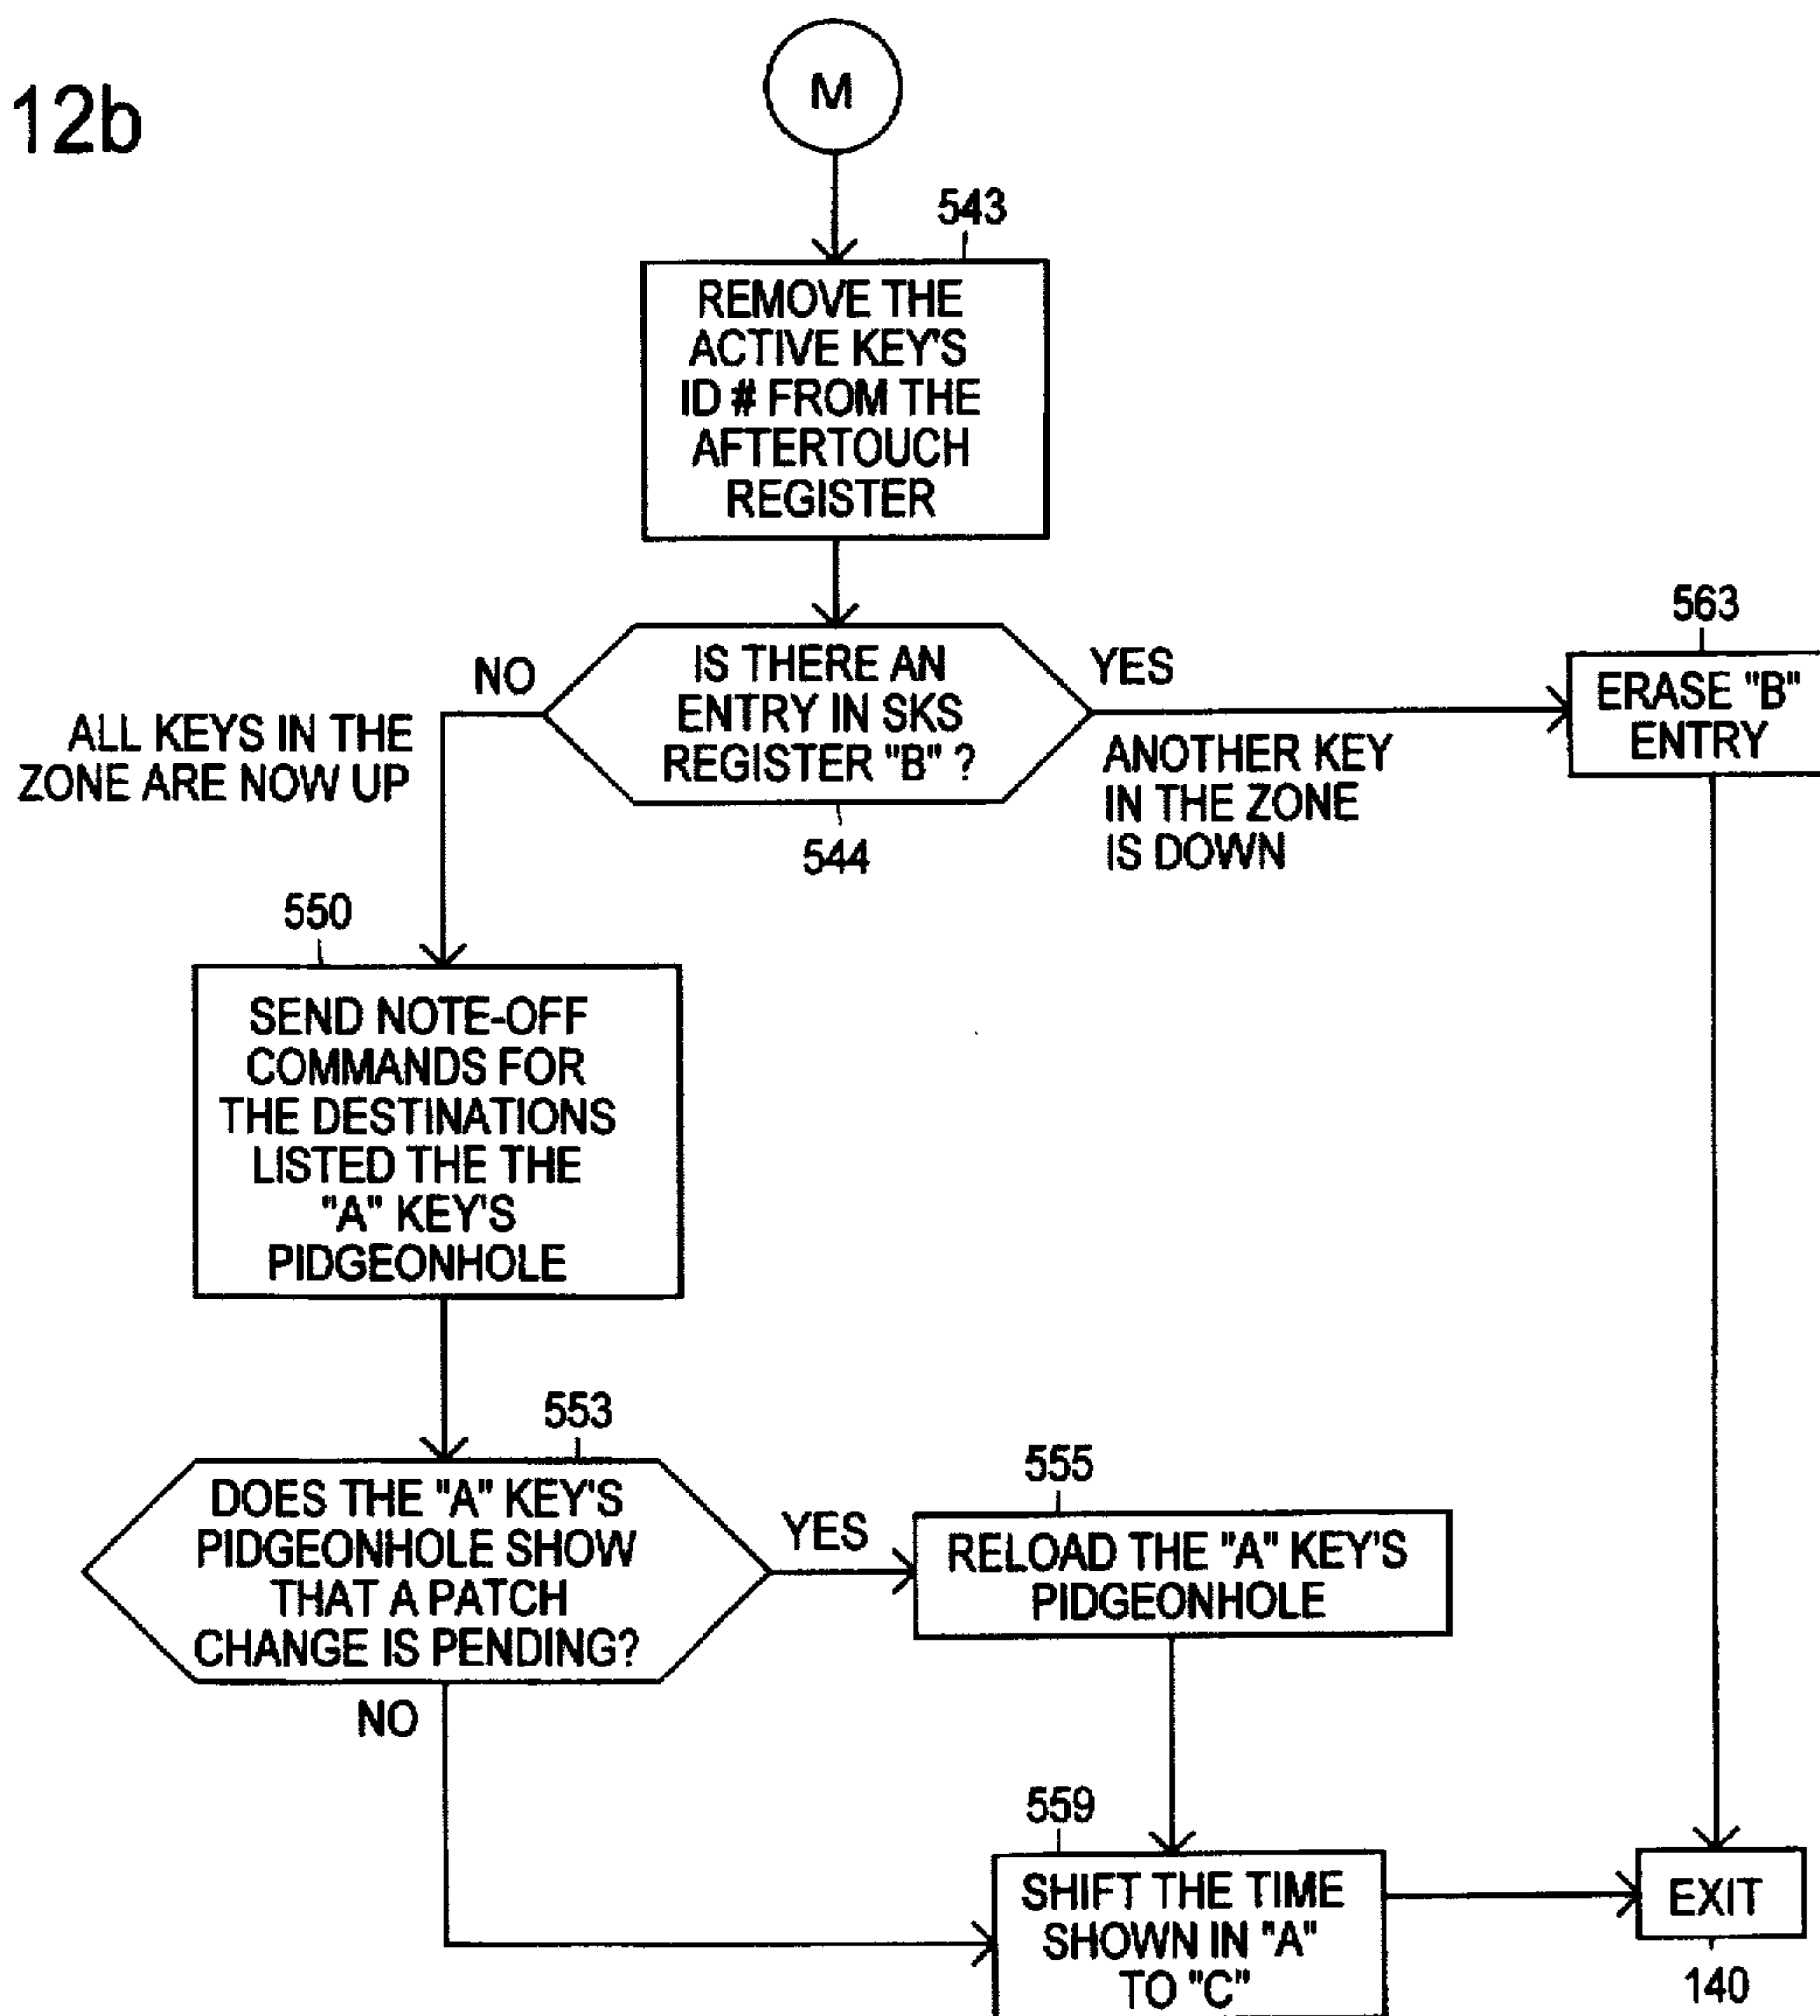 12b
M
543
REMOVE THE
ACTIVE KEY'S
ID # FROM THE
AFTERTOUCH
REGISTER
NO
ALL KEYS IN THE
ZONE ARE NOW UP
IS THERE AN
ENTRY IN SKS
REGISTER "B" ?
544
YES
ANOTHER KEY
IN THE ZONE
IS DOWN
563
ERASE "B"
ENTRY
550
SEND NOTE-OFF
COMMANDS FOR
THE DESTINATIONS
LISTED THE THE
"A" KEY'S
PIDGEONHOLE
553
DOES THE "A" KEY'S
PIDGEONHOLE SHOW
THAT A PATCH
CHANGE IS PENDING?
YES
NO
555
RELOAD THE "A" KEY'S
PIDGEONHOLE
559
SHIFT THE TIME
SHOWN IN "A"
TO "C"
EXIT
140